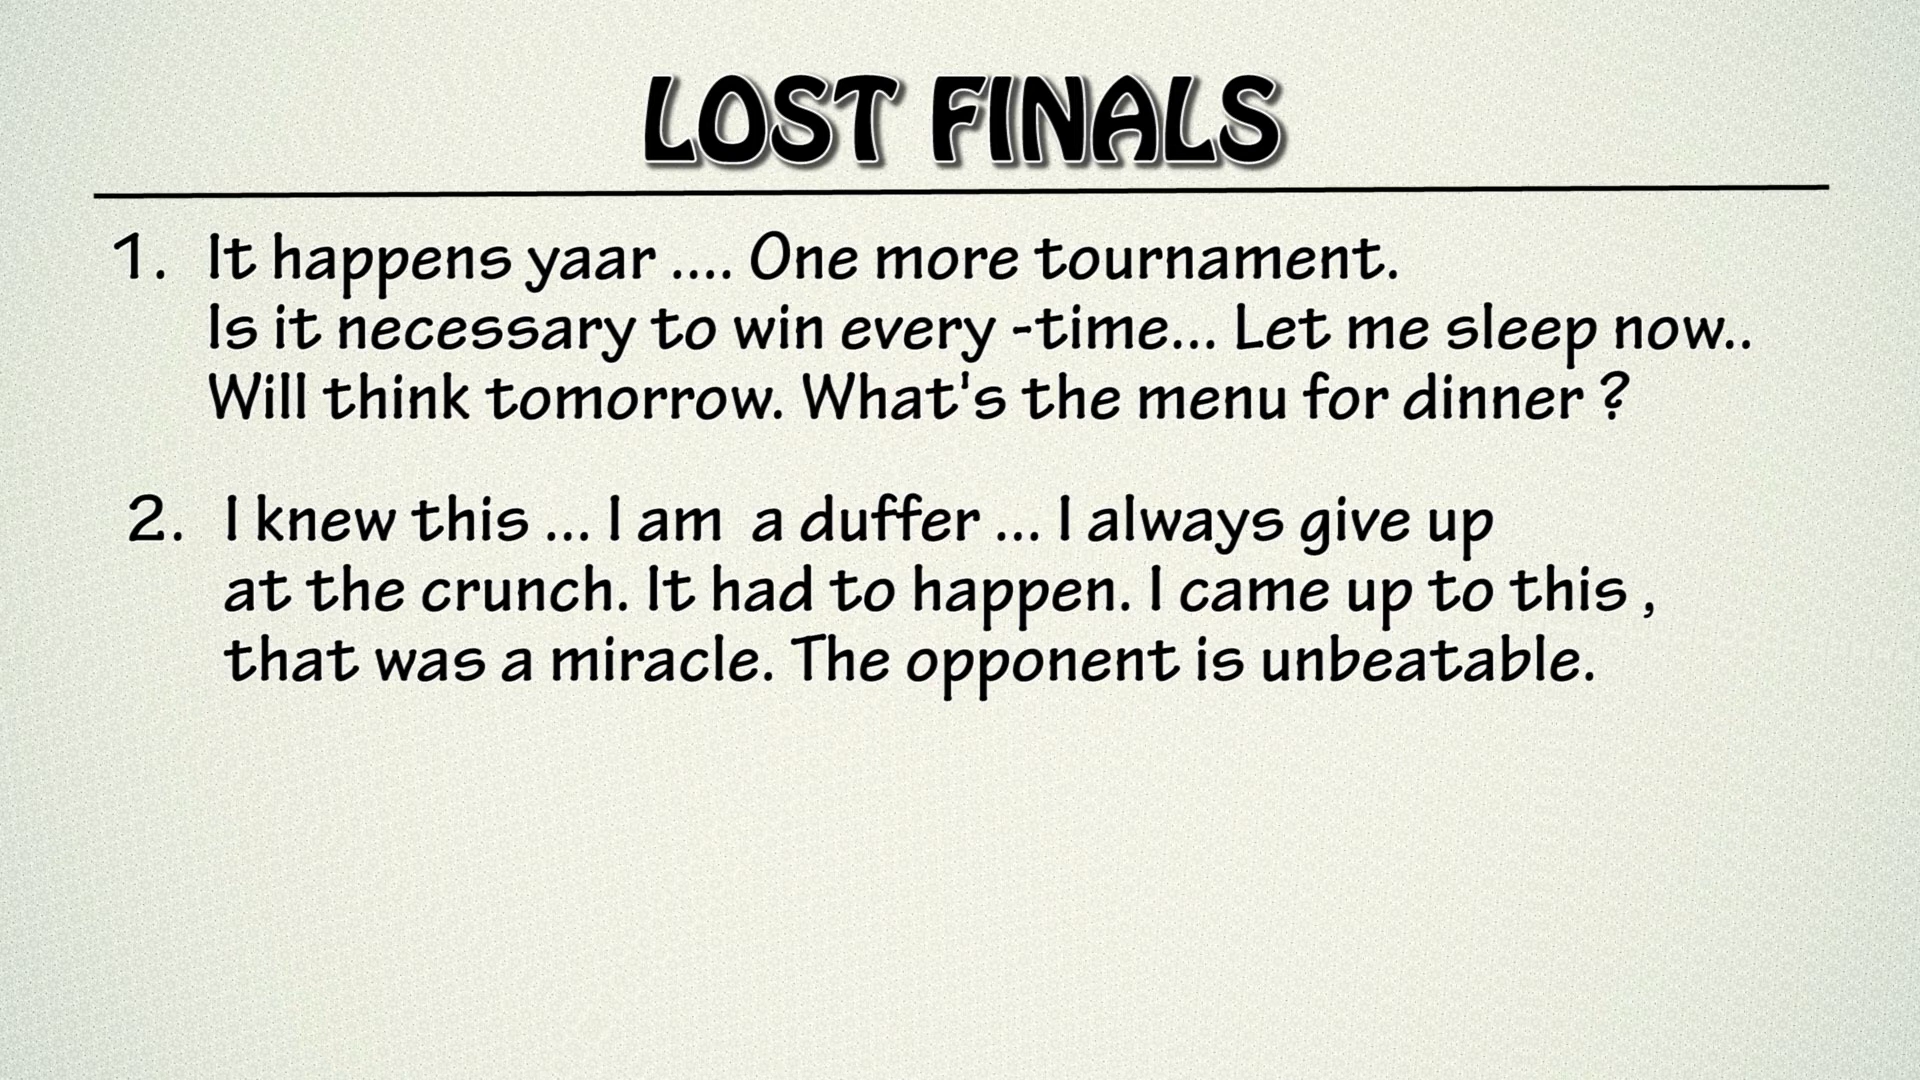 LOST FINALS
1. It happens yaar .... One more tournament.
Is it necessary to win every -time... Let me sleep now..
Will think tomorrow. What's the menu for dinner ?
2. I knew this ... I am a duffer ... I always give up
at the crunch. It had to happen. I came up to this ,
that was a miracle. The opponent is unbeatable.